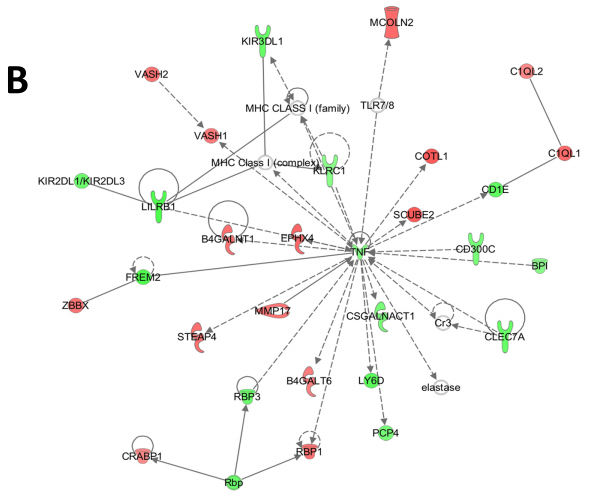 B
MCOLN2
KIR3DL1
VASH2
C1QL2
MHC CLASS I (family)
TLR7/8
VASH1
C1QL1
COTL1
MHC Class I (complex)
KLRC1
KIR2DL1/KIR2DL3
CD1E
LILRB1
SCUBE2
B4GALNT1
EPHX4
TNF
CD300C
BPI
FREM2
ZBBX
MMP17
CSGALNACT1
Cr3
STEAP4
CLEC7A
B4GALT6
LY6D
elastase
RBP3
PCP4
CRABP1
RBP1
Rbp